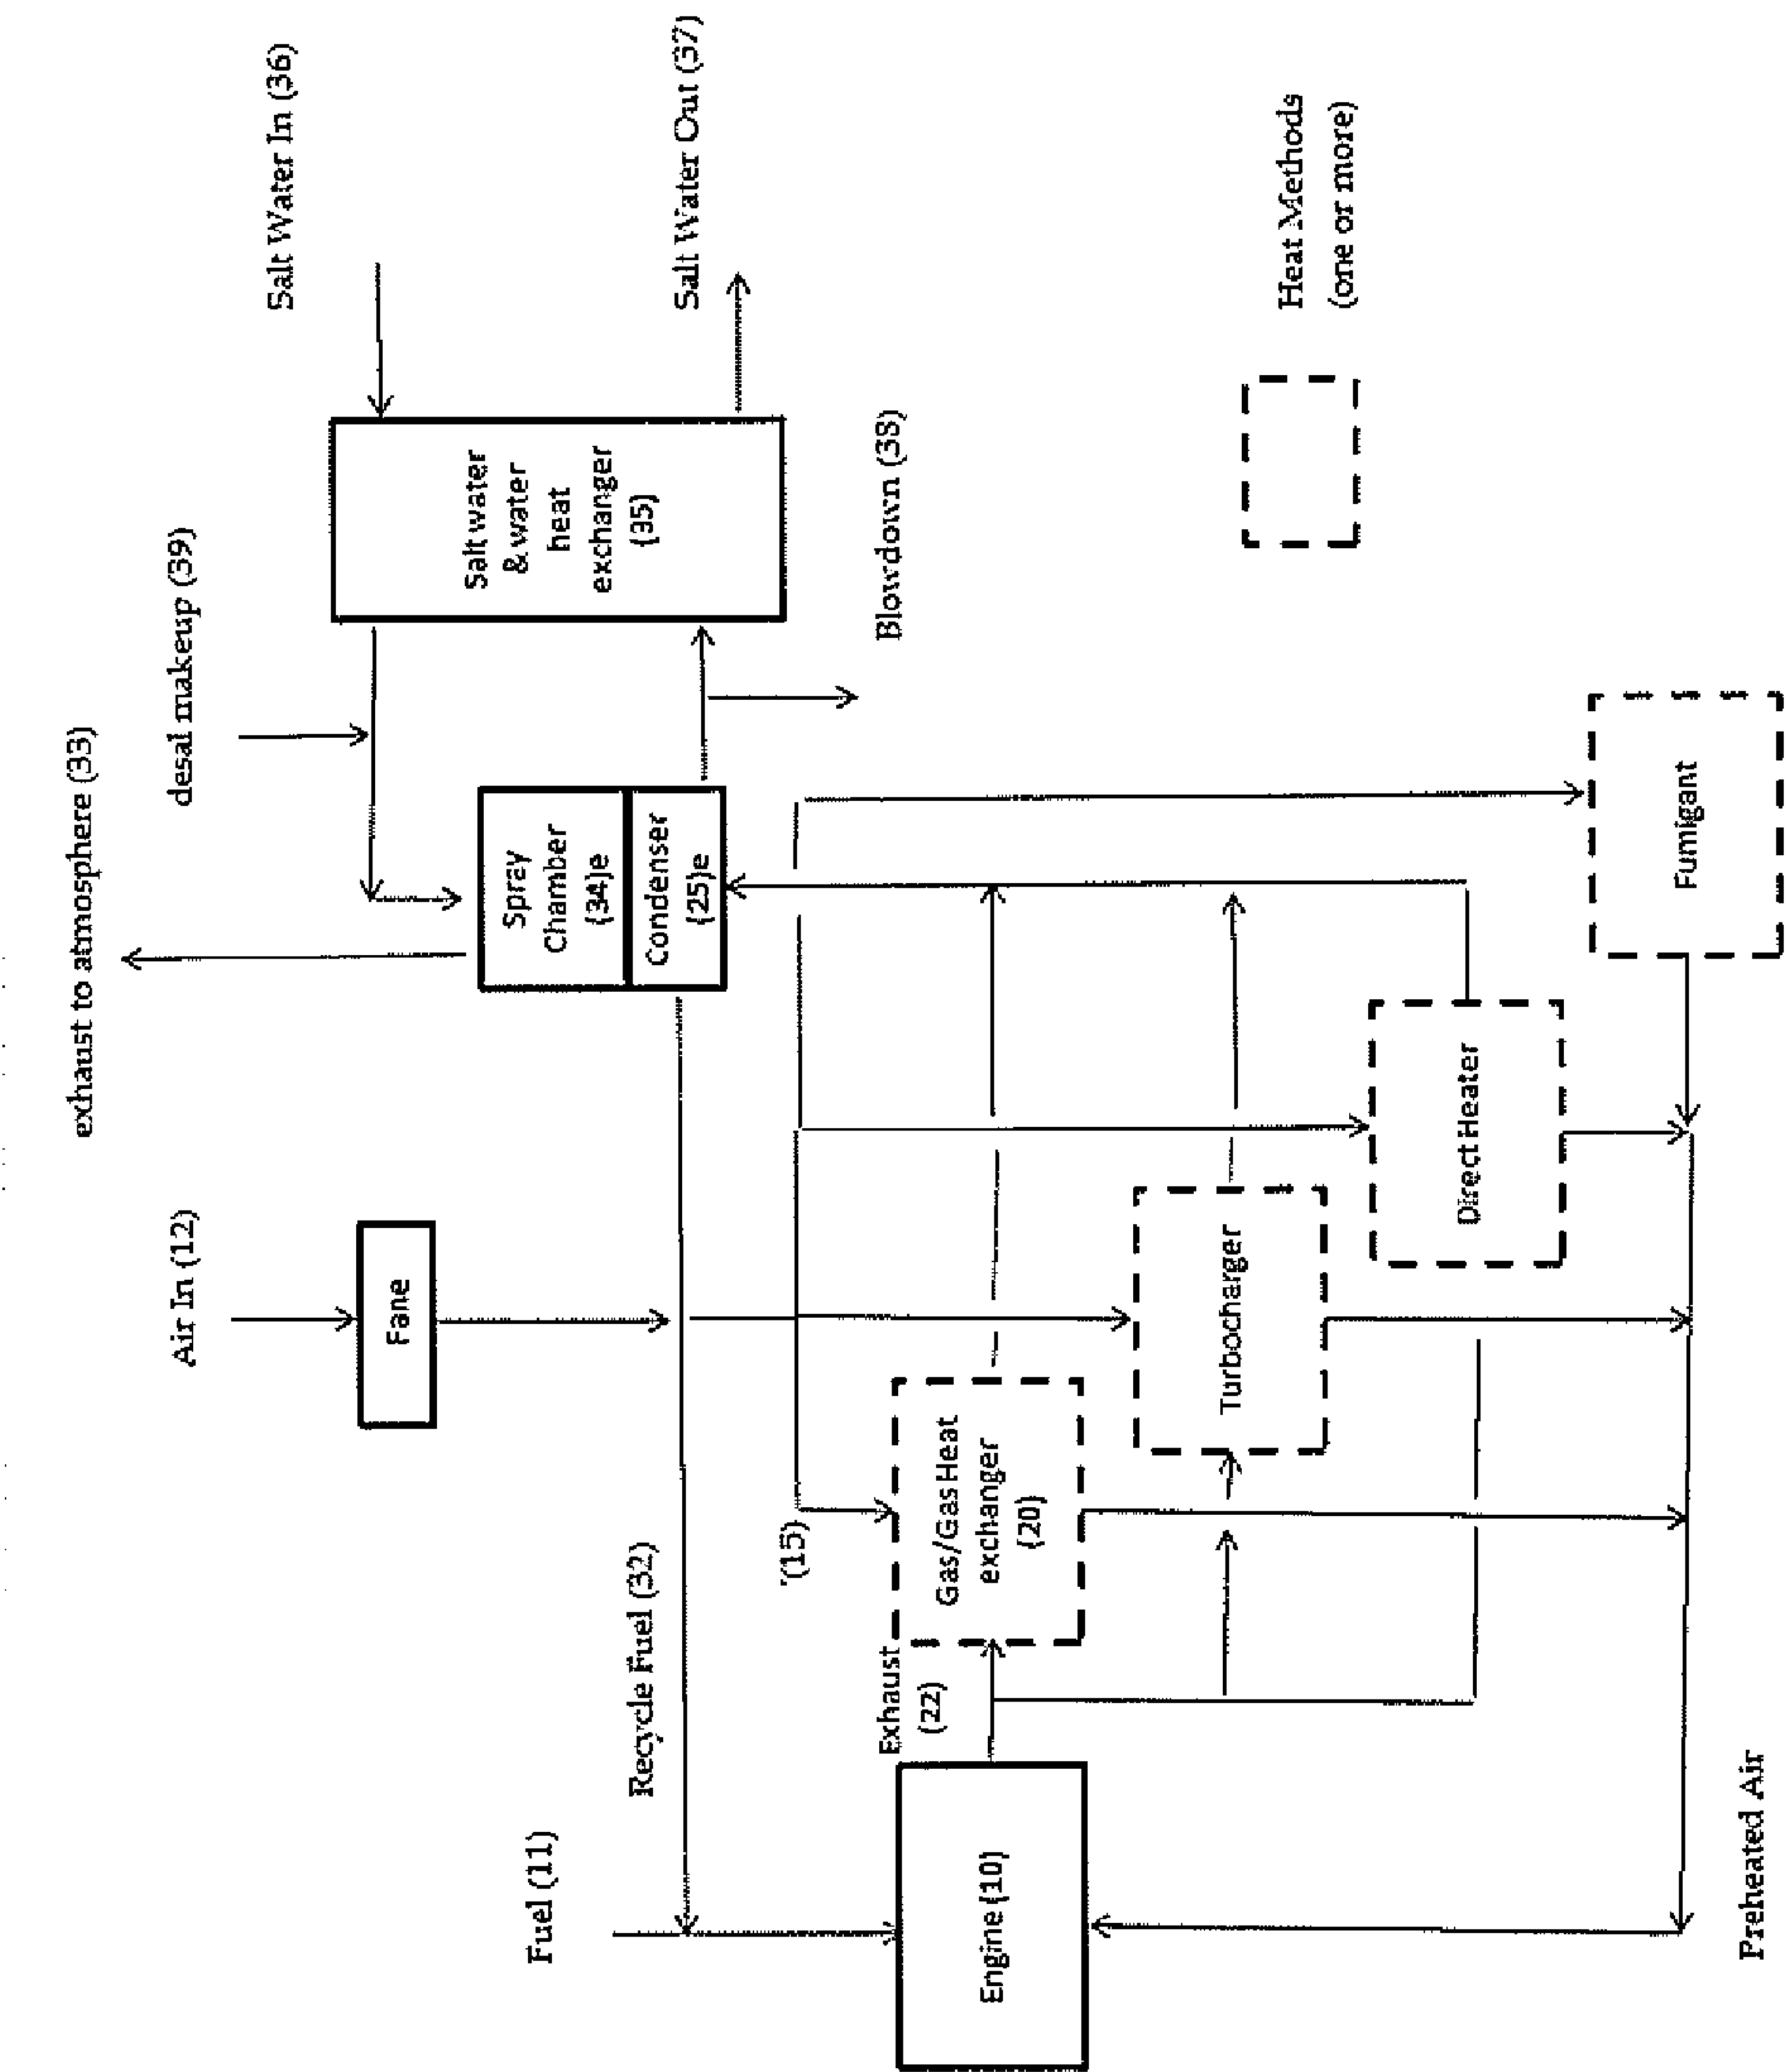 exhaust to atmosphere (33)
desal makeup (39)
Salt Water In (36)
Air In (12)
Fane
Fuel (11)
Recycle Fuel (32)
Spray
Chamber
(34)e
Condenser
(25)e
Salt water
& water
heat
exchanger
(35)
Salt Water Out (37)
Blowdown (38)
'(15)
Exhaust
(22)
Gas/Gas Heat
exchanger
(20)
Engine (10)
Turbocharger
Direct Heater
Fumigant
Heat Methods
(one or more)
Preheated Air